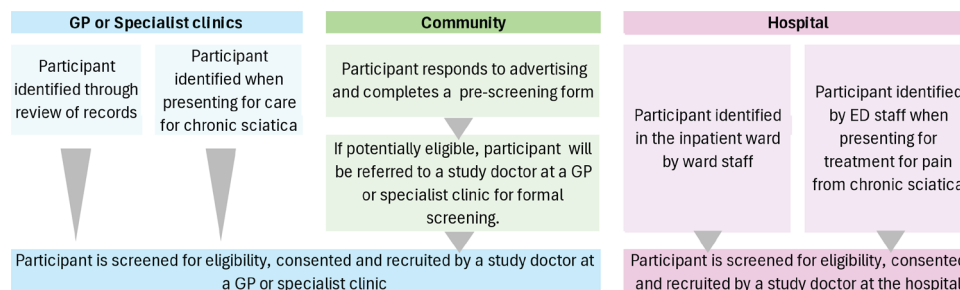 GP or Specialist clinics
Participant
identified through
review of records
Participant
identified when
presenting for care
for chronic sciatica
Community
Participant responds to advertising
and completes a pre-screening form
If potentially eligible, participant will
be referred to a study doctor at a GP
or specialist clinic for formal
screening.
Participant is screened for eligibility, consented and recruited by a study doctor at
a GP or specialist clinic
Hospital
Participant identified
in the inpatient ward
by ward staff
Participant identified
by ED staff when
presenting for
treatment for pain
from chronic sciatica
Participant is screened for eligibility, consented
and recruited by a study doctor at the hospital